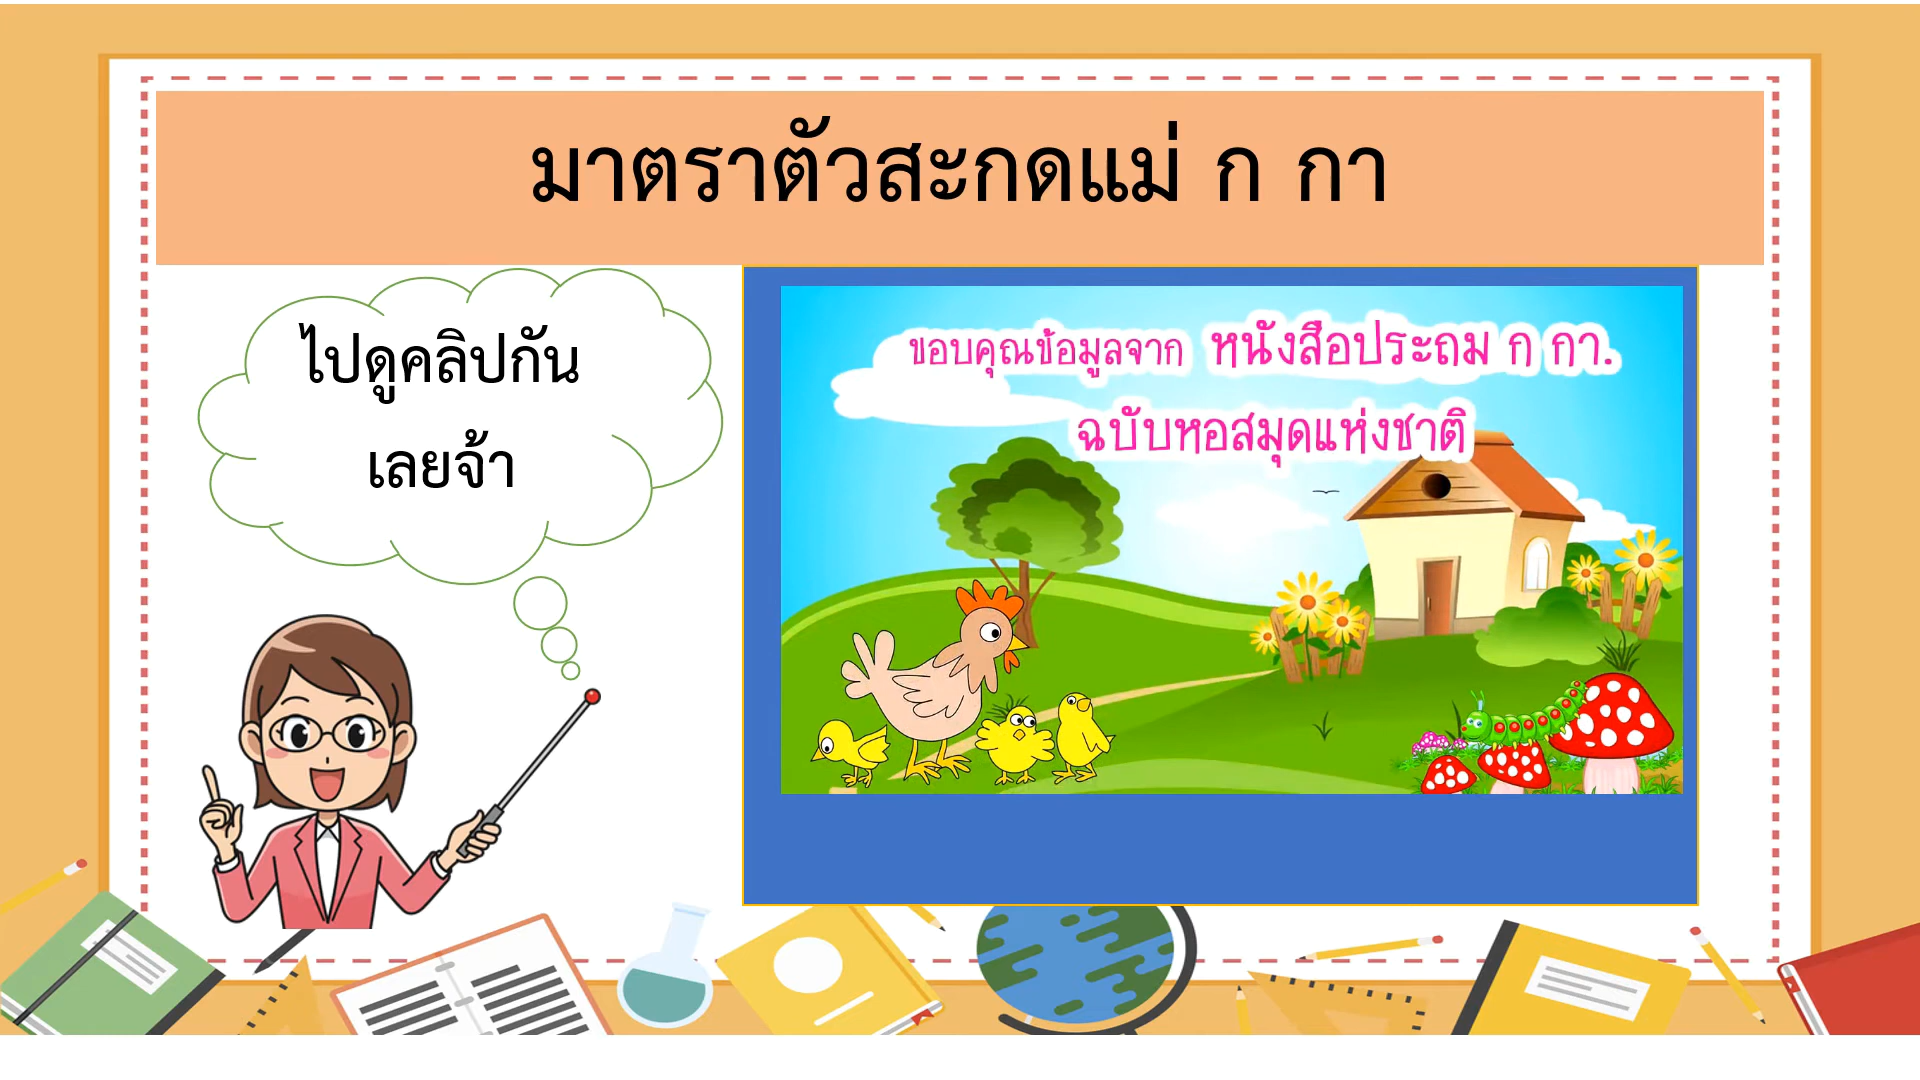 มาตราตัวสะกดแม่ ก กา
ไปดูคลิปกัน
เลยจ้า
ขอบคุณข้อมูลจาก หนังสือประถม ก กา.
ฉบับหอสมุดแห่งชาติ